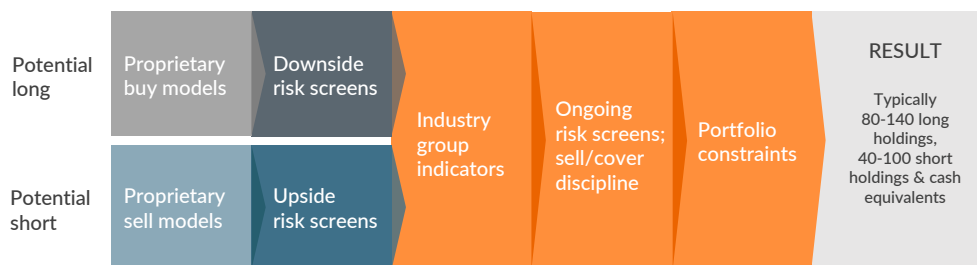 Potential
long
Proprietary
buy models
Downside
risk screens
Potential
short
Proprietary
sell models
Upside
risk screens
Industry
group
indicators
Ongoing
risk screens;
sell/cover
discipline
Portfolio
constraints
RESULT
Typically
80-140 long
holdings,
40-100 short
holdings & cash
equivalents